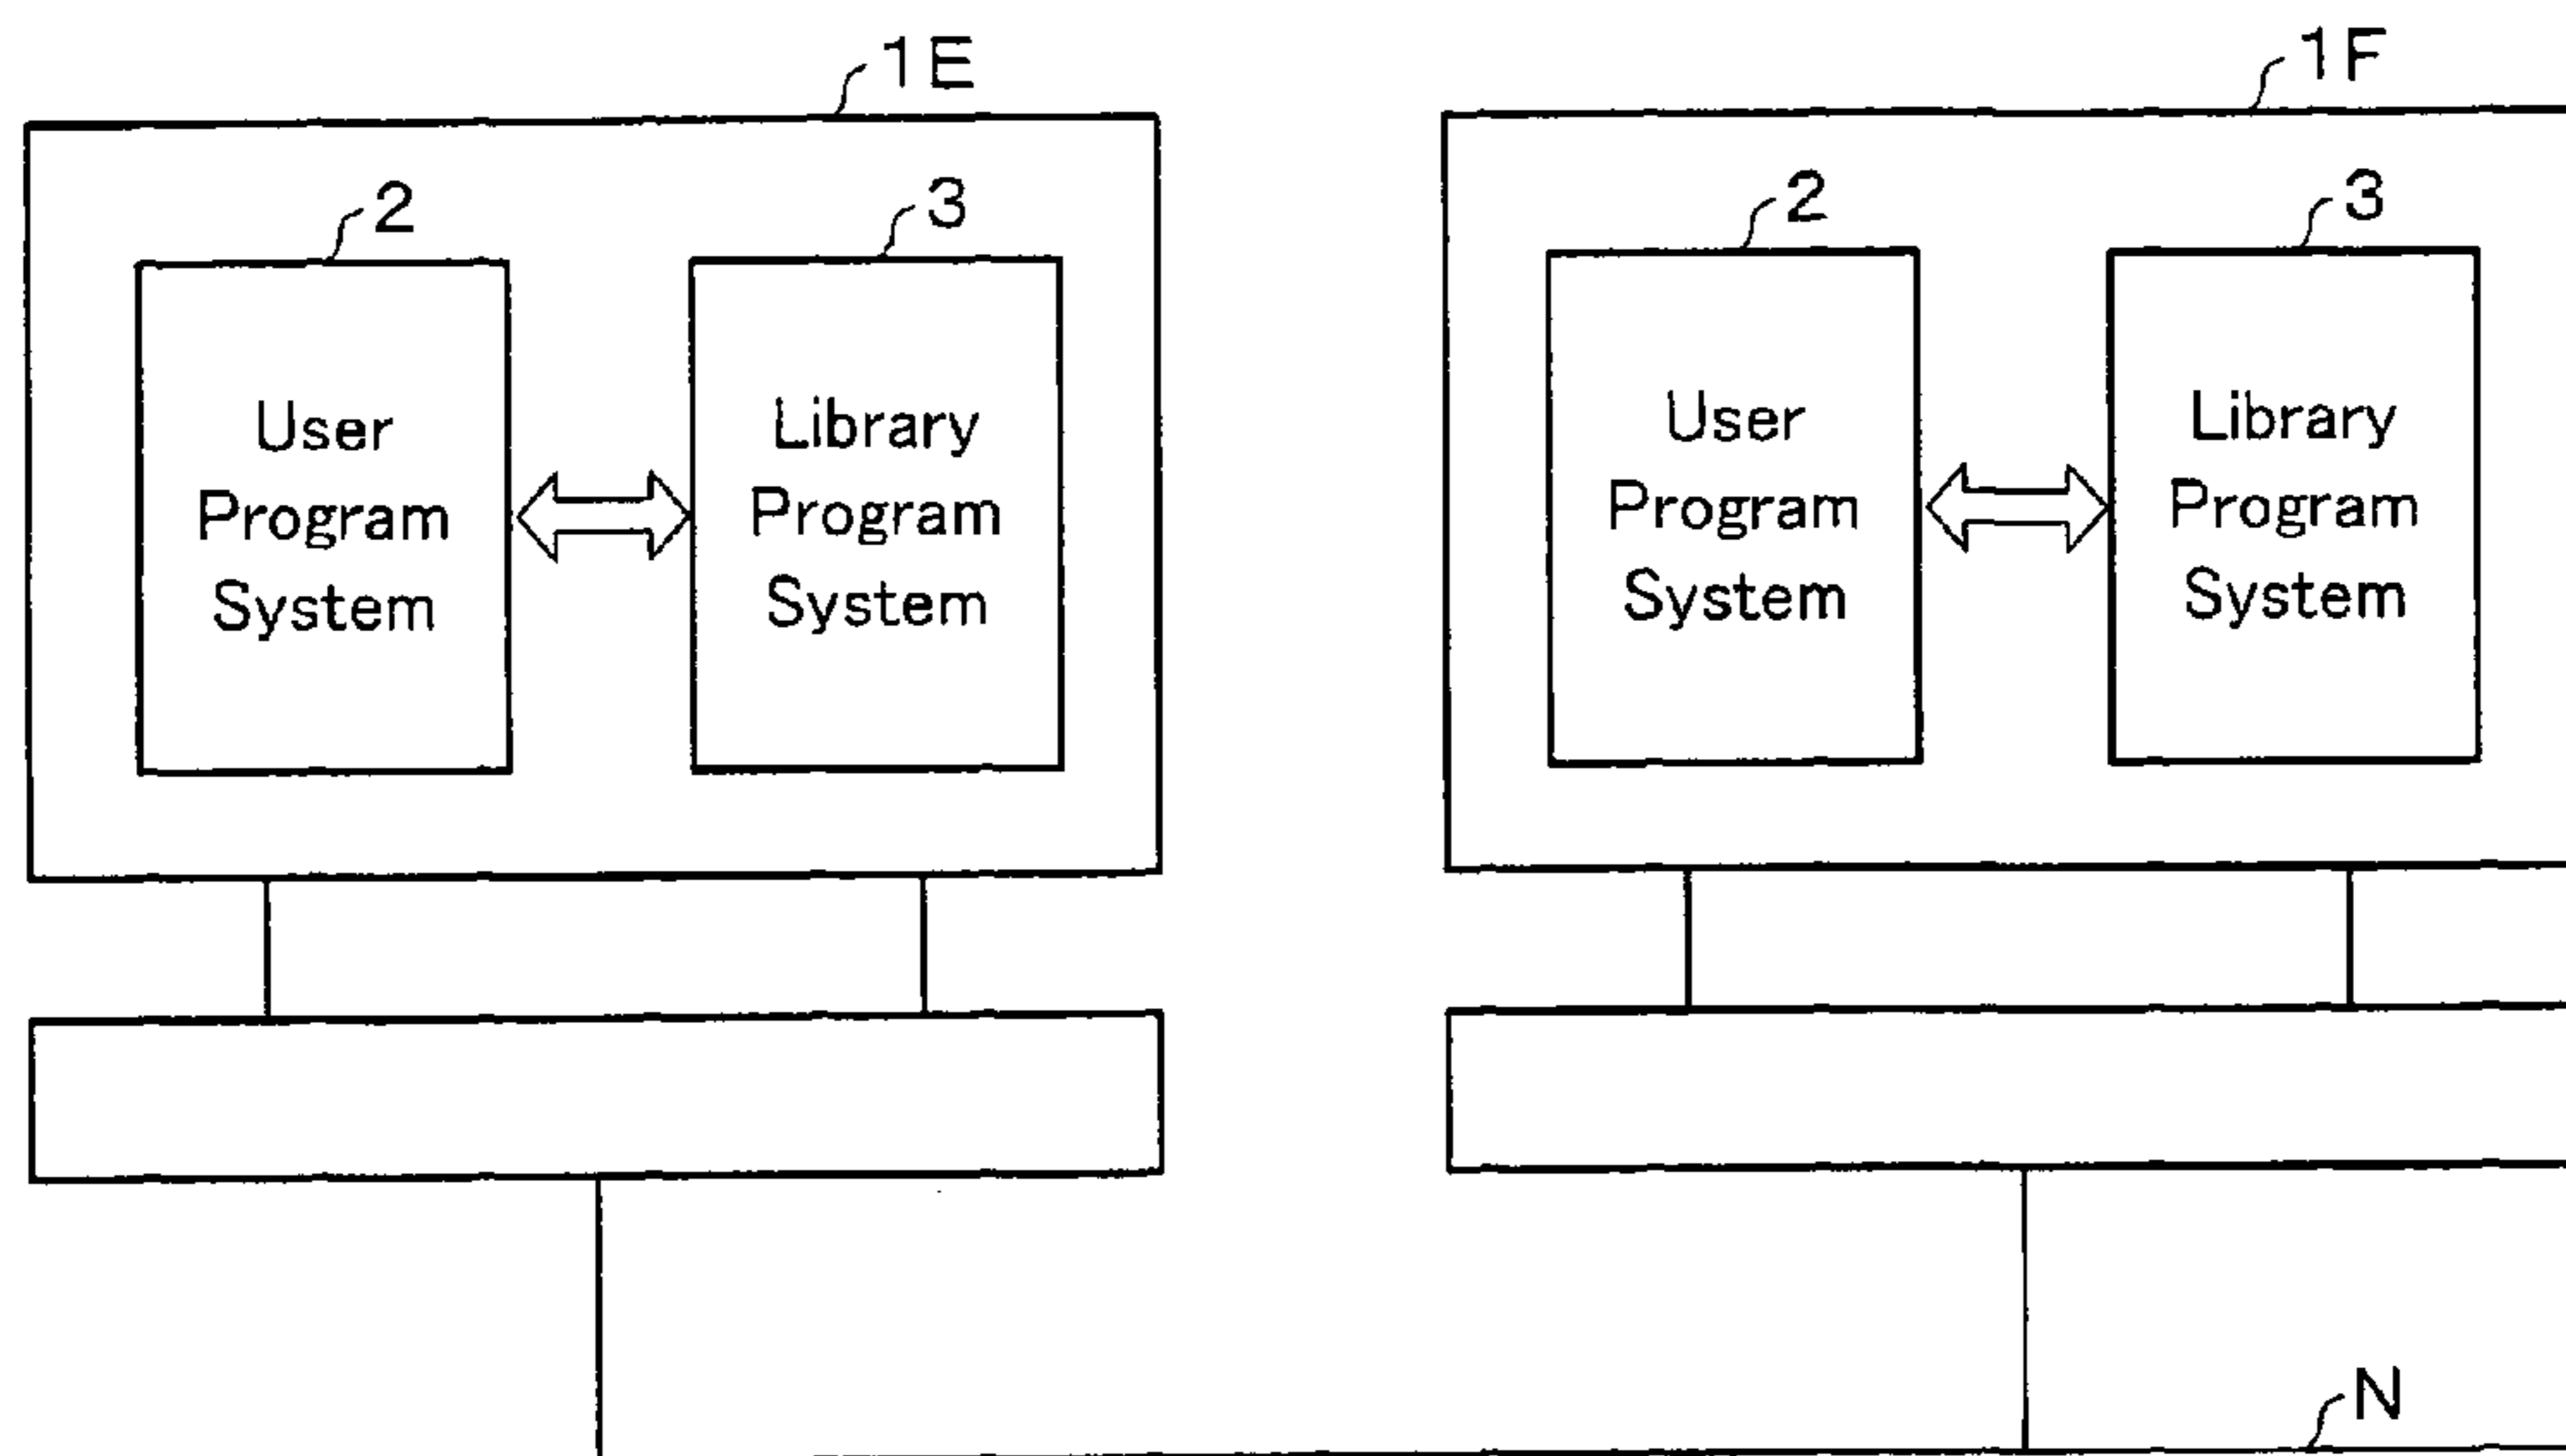 1E
1F
2
3
2
3
User
Program
System
Library
Program
System
User
Program
System
Library
Program
System
N